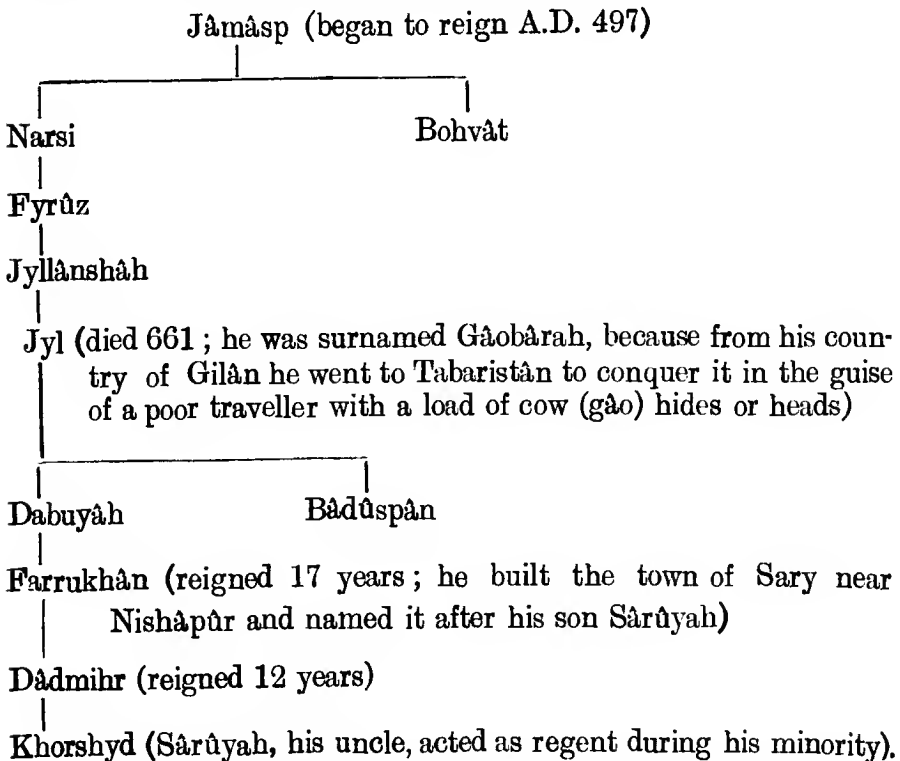 Jâmâsp (began to reign A.D. 497)
Narsi Bohvât
Fyrûz
Jyllânshâh
Jyl (died 661 ; he was surnamed Gâobârah, because from his coun-
try of Gilân he went to Tabaristân to conquer it in the guise
of a poor traveller with a load of cow (gâo) hides or heads)
Dabuyâh Bâdûspân
Farrukhân (reigned 17 years ; he built the town of Sary near
Nishâpûr and named it after his son Sârûyah)
Dâdmihr (reigned 12 years)
Khorshyd (Sârûyah, his uncle, acted as regent during his minority).